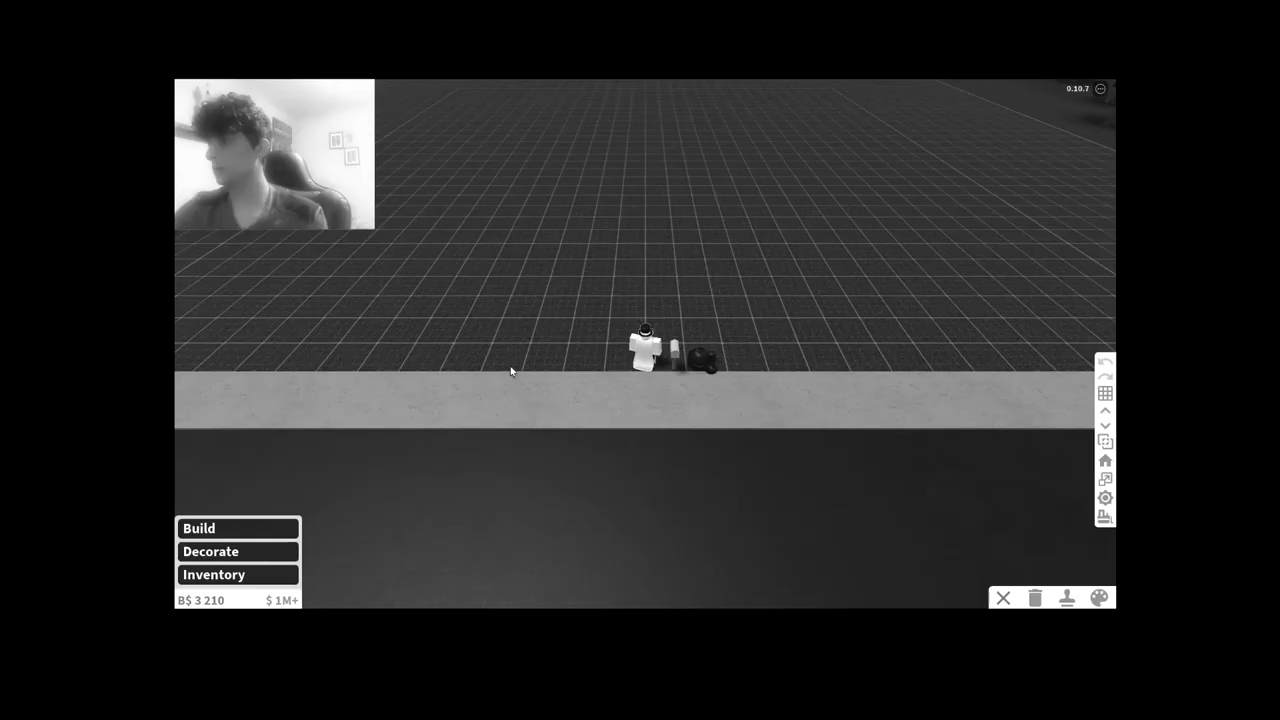 0.10.7
Build
Decorate
Inventory
B$ 3 210 $ 1M+